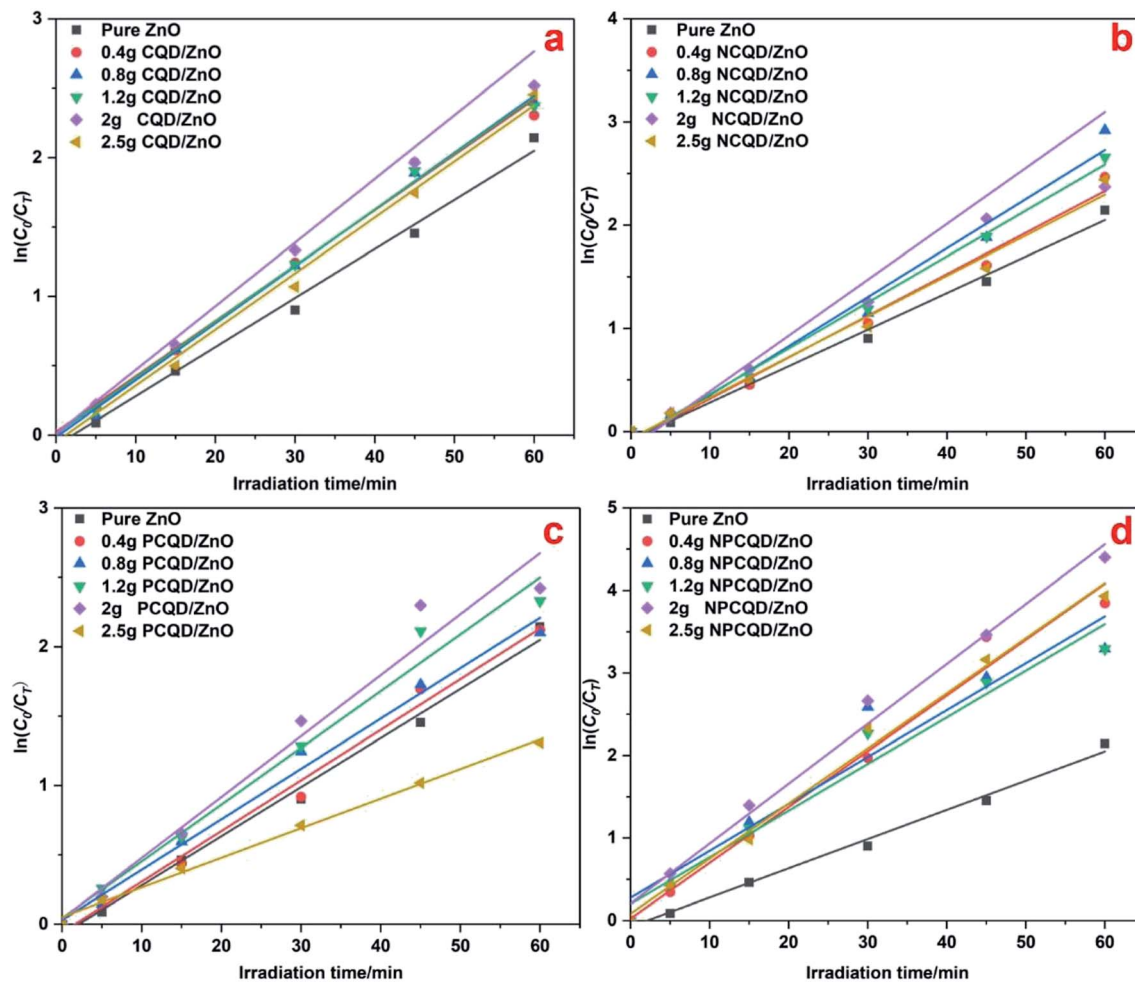 a
Pure ZnO
0.4g CQD/ZnO
0.8g CQD/ZnO
1.2g CQD/ZnO
2g CQD/ZnO
2.5g CQD/ZnO
3
2
1
0
ln(C0/CT)
0 10 20 30 40 50 60
Irradiation time/min
b
Pure ZnO
0.4g NCQD/ZnO
0.8g NCQD/ZnO
1.2g NCQD/ZnO
2g NCQD/ZnO
2.5g NCQD/ZnO
4
3
2
1
0
ln(C0/CT)
0 10 20 30 40 50 60
Irradiation time/min
c
Pure ZnO
0.4g PCQD/ZnO
0.8g PCQD/ZnO
1.2g PCQD/ZnO
2g PCQD/ZnO
2.5g PCQD/ZnO
3
2
1
0
ln(C0/CT)
0 10 20 30 40 50 60
Irradiation time/min
d
Pure ZnO
0.4g NPCQD/ZnO
0.8g NPCQD/ZnO
1.2g NPCQD/ZnO
2g NPCQD/ZnO
2.5g NPCQD/ZnO
5
4
3
2
1
0
ln(C0/CT)
0 10 20 30 40 50 60
Irradiation time/min